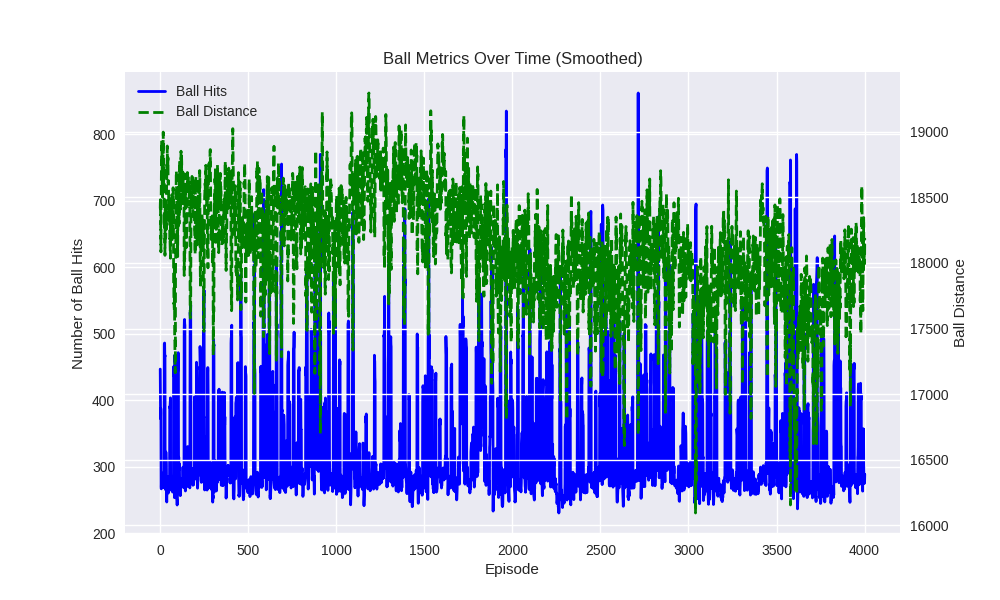 Ball Metrics Over Time (Smoothed)
Ball Hits
Ball Distance
Number of Ball Hits
800
700
600
500
400
300
200
19000
18500
18000
17500
17000
16500
16000
Ball Distance
0 500 1000 1500 2000 2500 3000 3500 4000
Episode